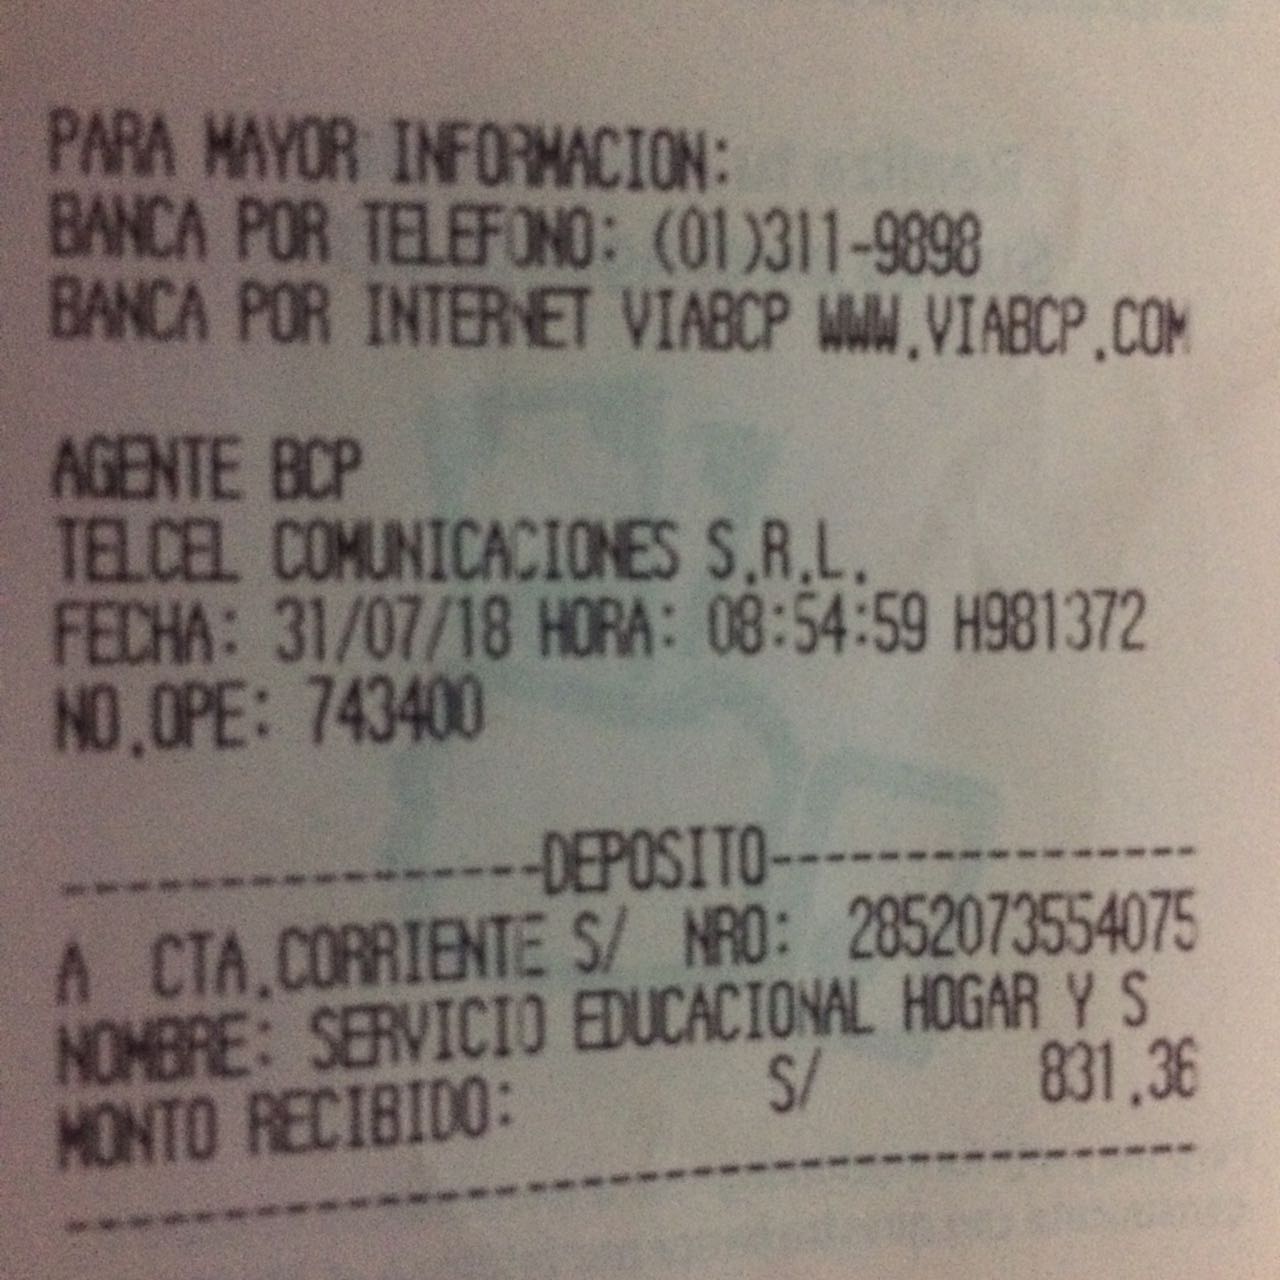 PARA MAYOR INFORMACION:
BANCA POR TELEFONO: (01)311-9898
BANCA POR INTERNET VIABCP WWW.VIABCP.COM
AGENTE BCP
TELCEL COMUNICACIONES S.R.L.
FECHA: 31/07/18 HORA: 08:54:59 H981372
NO.OPE: 743400
-----------------DEPOSITO----------------
A CTA.CORRIENTE S/ NRO: 2852073554075
NOMBRE: SERVICIO EDUCACIONAL HOGAR Y S
MONTO RECIBIDO: S/ 831.36